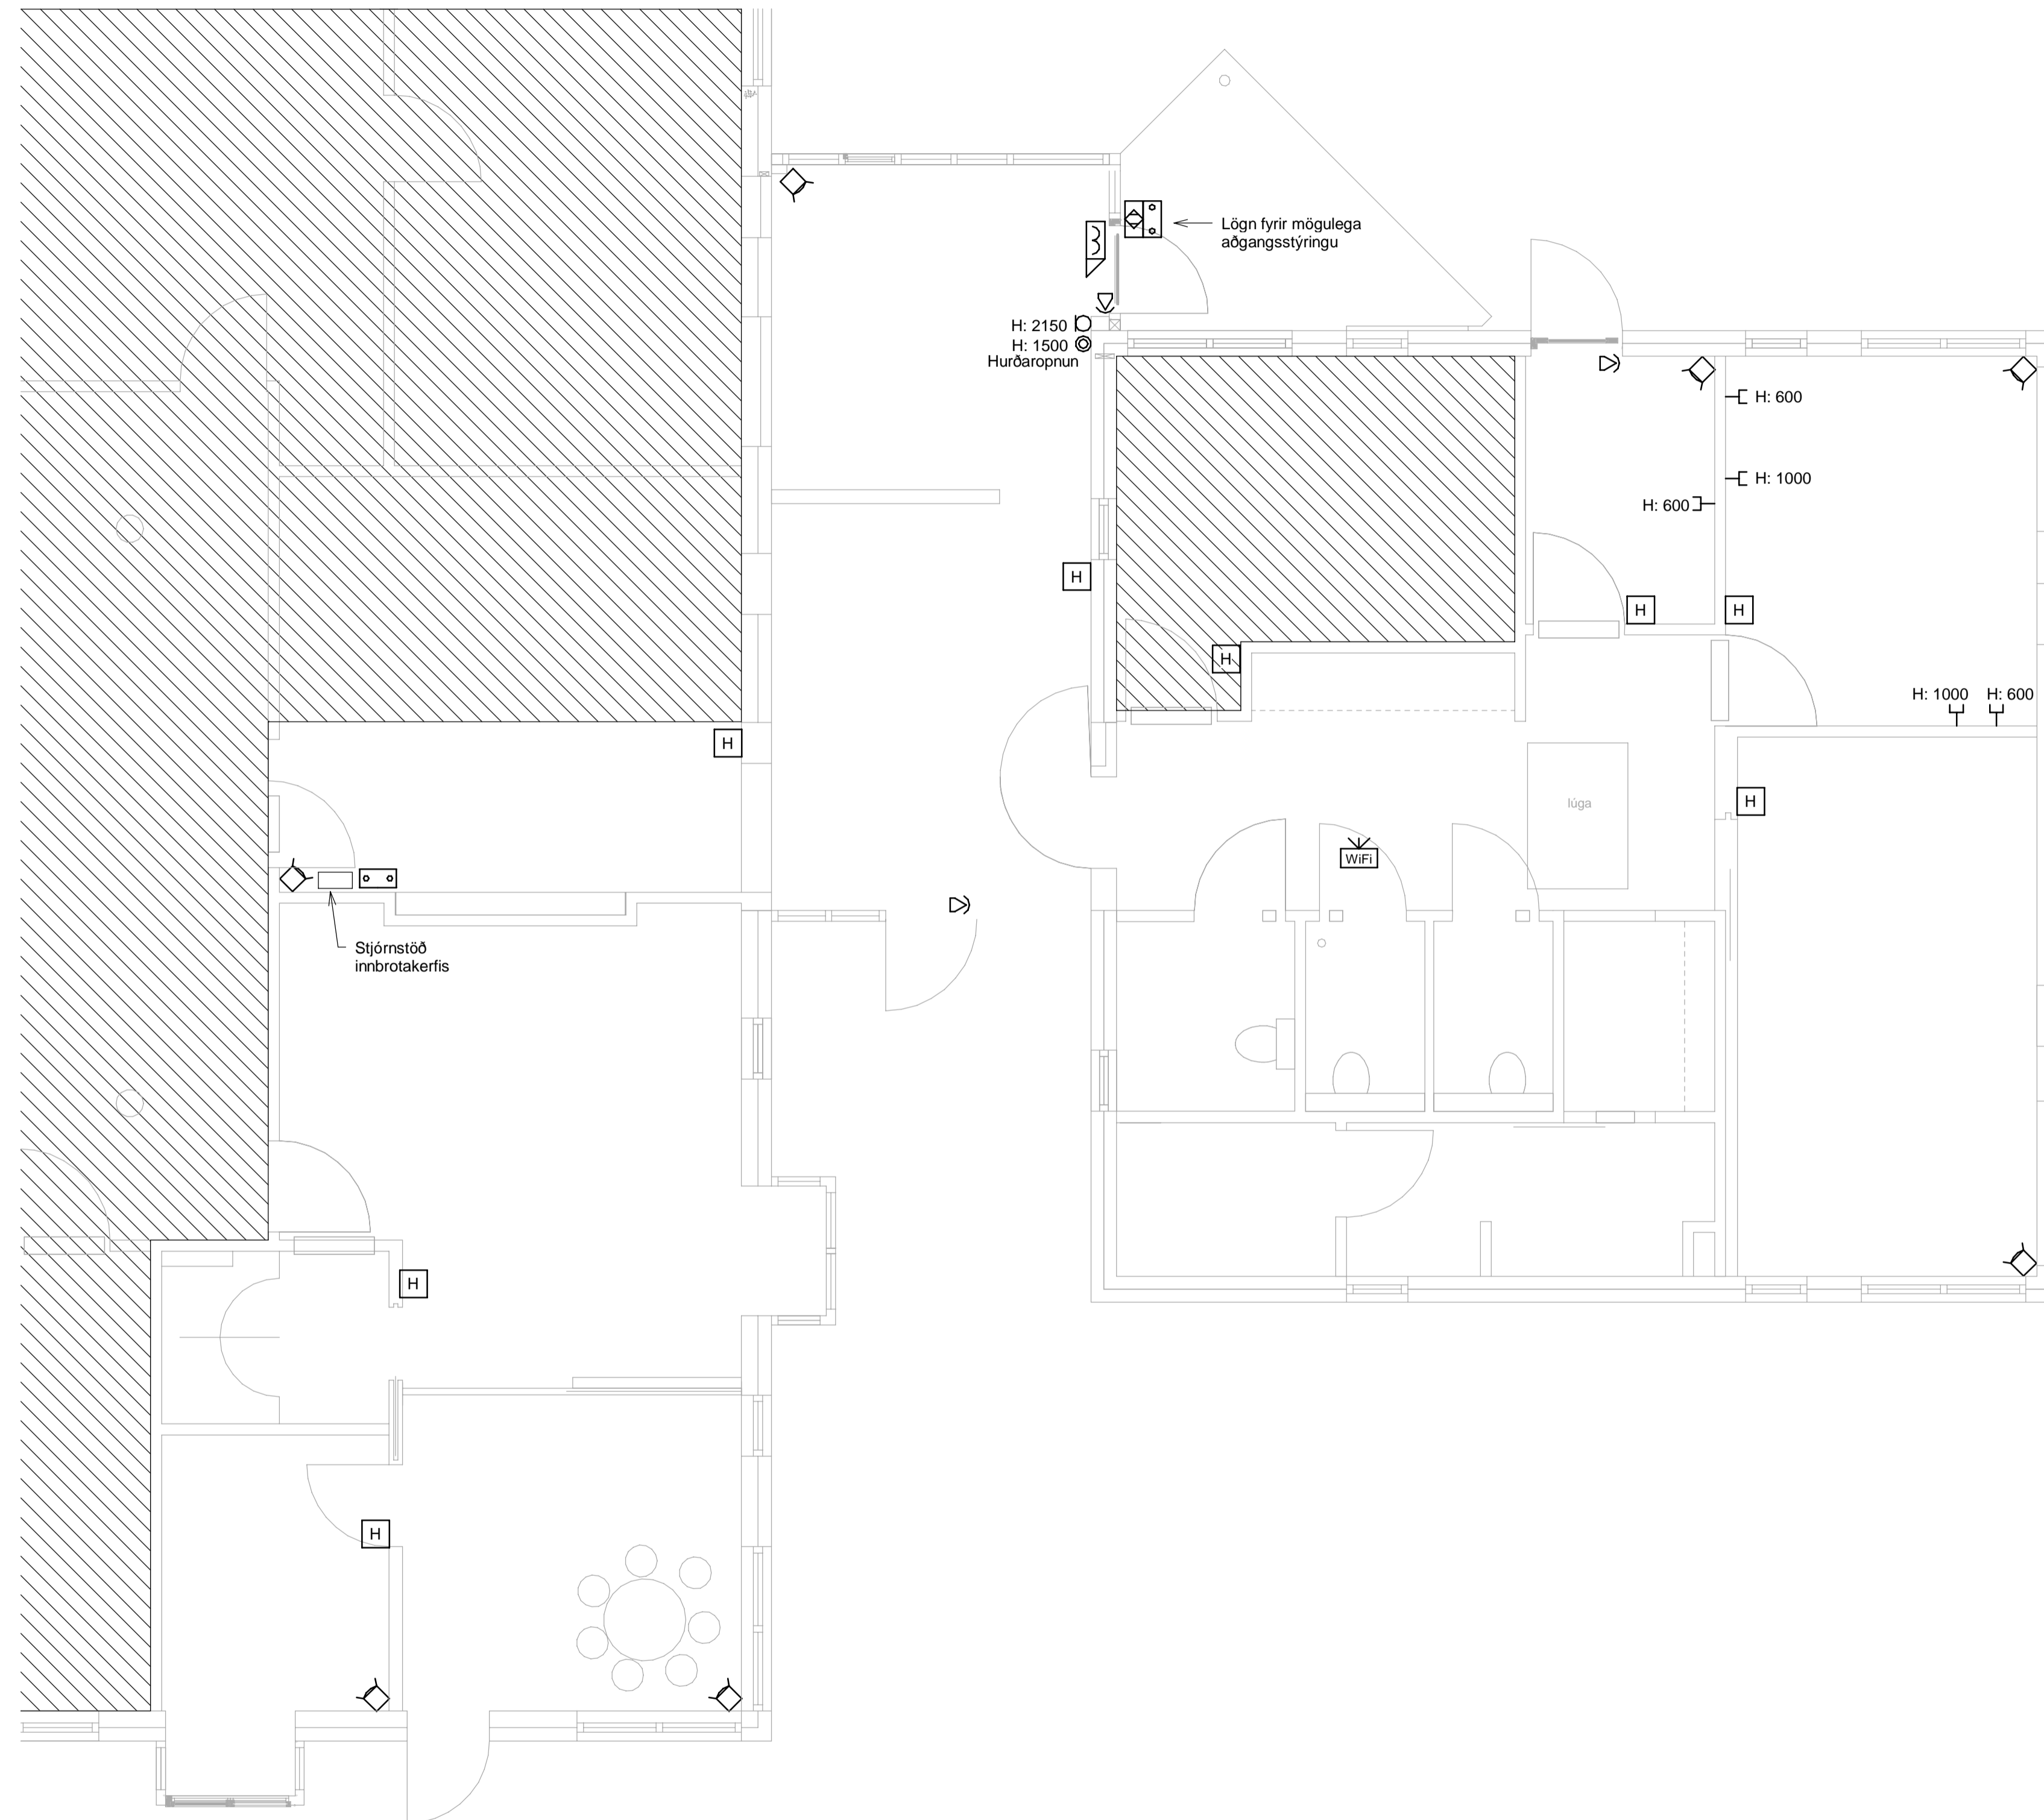 Lögn fyrir mögulega
aðgangsstýringu
H: 2150
H: 1500
Hurðaropnun
H: 600
H: 1000
H: 600
H
H
H
H
H: 1000
H: 600
H
H
lúga
WiFi
Stjórnstöð
innbrotakerfis
H
H